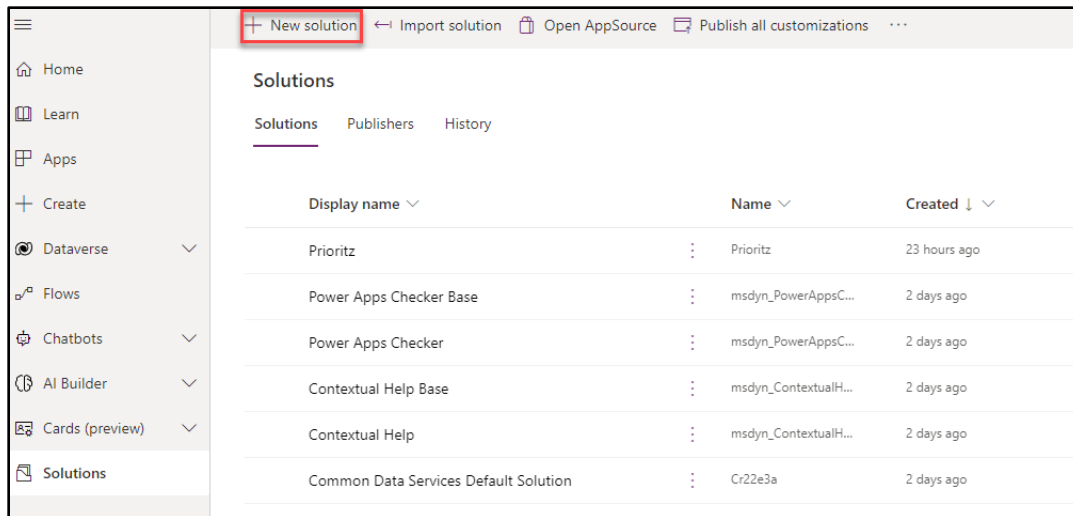 New solution Import solution Open AppSource Publish all customizations ...
Home
Learn
Apps
Create
Dataverse
Flows
Chatbots
AI Builder
Cards (preview)
Solutions
Solutions
Solutions Publishers History
Display name Name Created ↓
Prioritz Prioritz 23 hours ago
Power Apps Checker Base msdyn_PowerAppsC... 2 days ago
Power Apps Checker msdyn_PowerAppsC... 2 days ago
Contextual Help Base msdyn_ContextualH... 2 days ago
Contextual Help msdyn_ContextualH... 2 days ago
Common Data Services Default Solution Cr22e3a 2 days ago